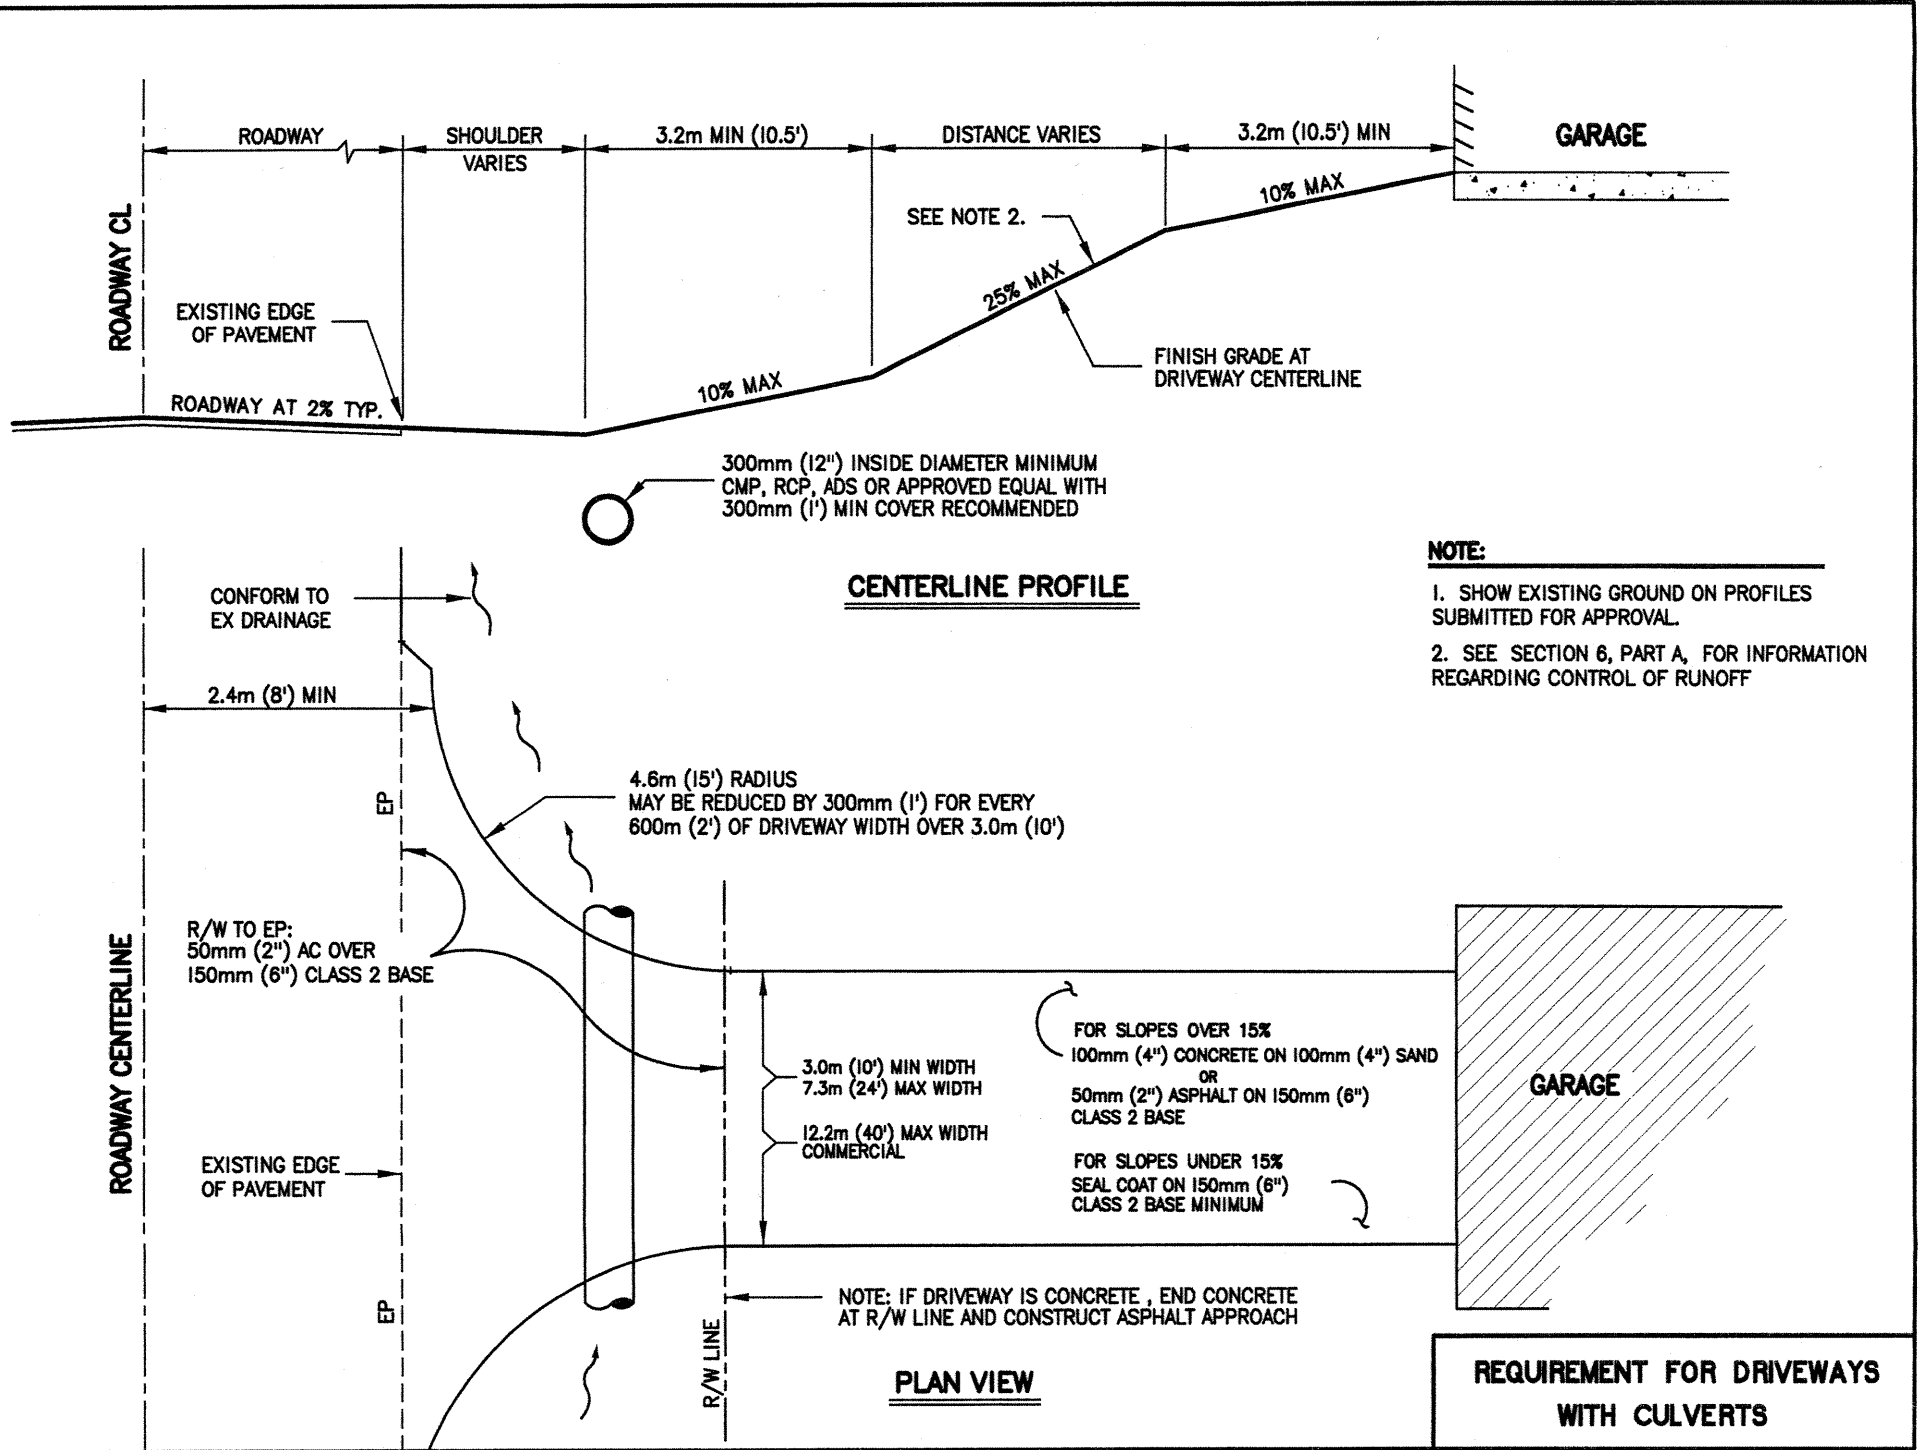 ROADWAY
SHOULDER
VARIES
3.2m MIN (10.5')
DISTANCE VARIES
3.2m (10.5') MIN
GARAGE
ROADWAY CL
SEE NOTE 2.
10% MAX
25% MAX
EXISTING EDGE
OF PAVEMENT
FINISH GRADE AT
DRIVEWAY CENTERLINE
10% MAX
ROADWAY AT 2% TYP.
300mm (12") INSIDE DIAMETER MINIMUM
CMP, RCP, ADS OR APPROVED EQUAL WITH
300mm (1') MIN COVER RECOMMENDED
CENTERLINE PROFILE
NOTE:
1. SHOW EXISTING GROUND ON PROFILES
SUBMITTED FOR APPROVAL.
2. SEE SECTION 6, PART A, FOR INFORMATION
REGARDING CONTROL OF RUNOFF
CONFORM TO
EX DRAINAGE
2.4m (8') MIN
EP
4.6m (15') RADIUS
MAY BE REDUCED BY 300mm (1') FOR EVERY
600m (2') OF DRIVEWAY WIDTH OVER 3.0m (10')
R/W TO EP:
50mm (2") AC OVER
150mm (6") CLASS 2 BASE
ROADWAY CENTERLINE
3.0m (10') MIN WIDTH
7.3m (24') MAX WIDTH
12.2m (40') MAX WIDTH
COMMERCIAL
FOR SLOPES OVER 15%
100mm (4") CONCRETE ON 100mm (4") SAND
OR
50mm (2") ASPHALT ON 150mm (6")
CLASS 2 BASE
FOR SLOPES UNDER 15%
SEAL COAT ON 150mm (6")
CLASS 2 BASE MINIMUM
GARAGE
EXISTING EDGE
OF PAVEMENT
EP
NOTE: IF DRIVEWAY IS CONCRETE , END CONCRETE
AT R/W LINE AND CONSTRUCT ASPHALT APPROACH
R/W LINE
PLAN VIEW
REQUIREMENT FOR DRIVEWAYS
WITH CULVERTS